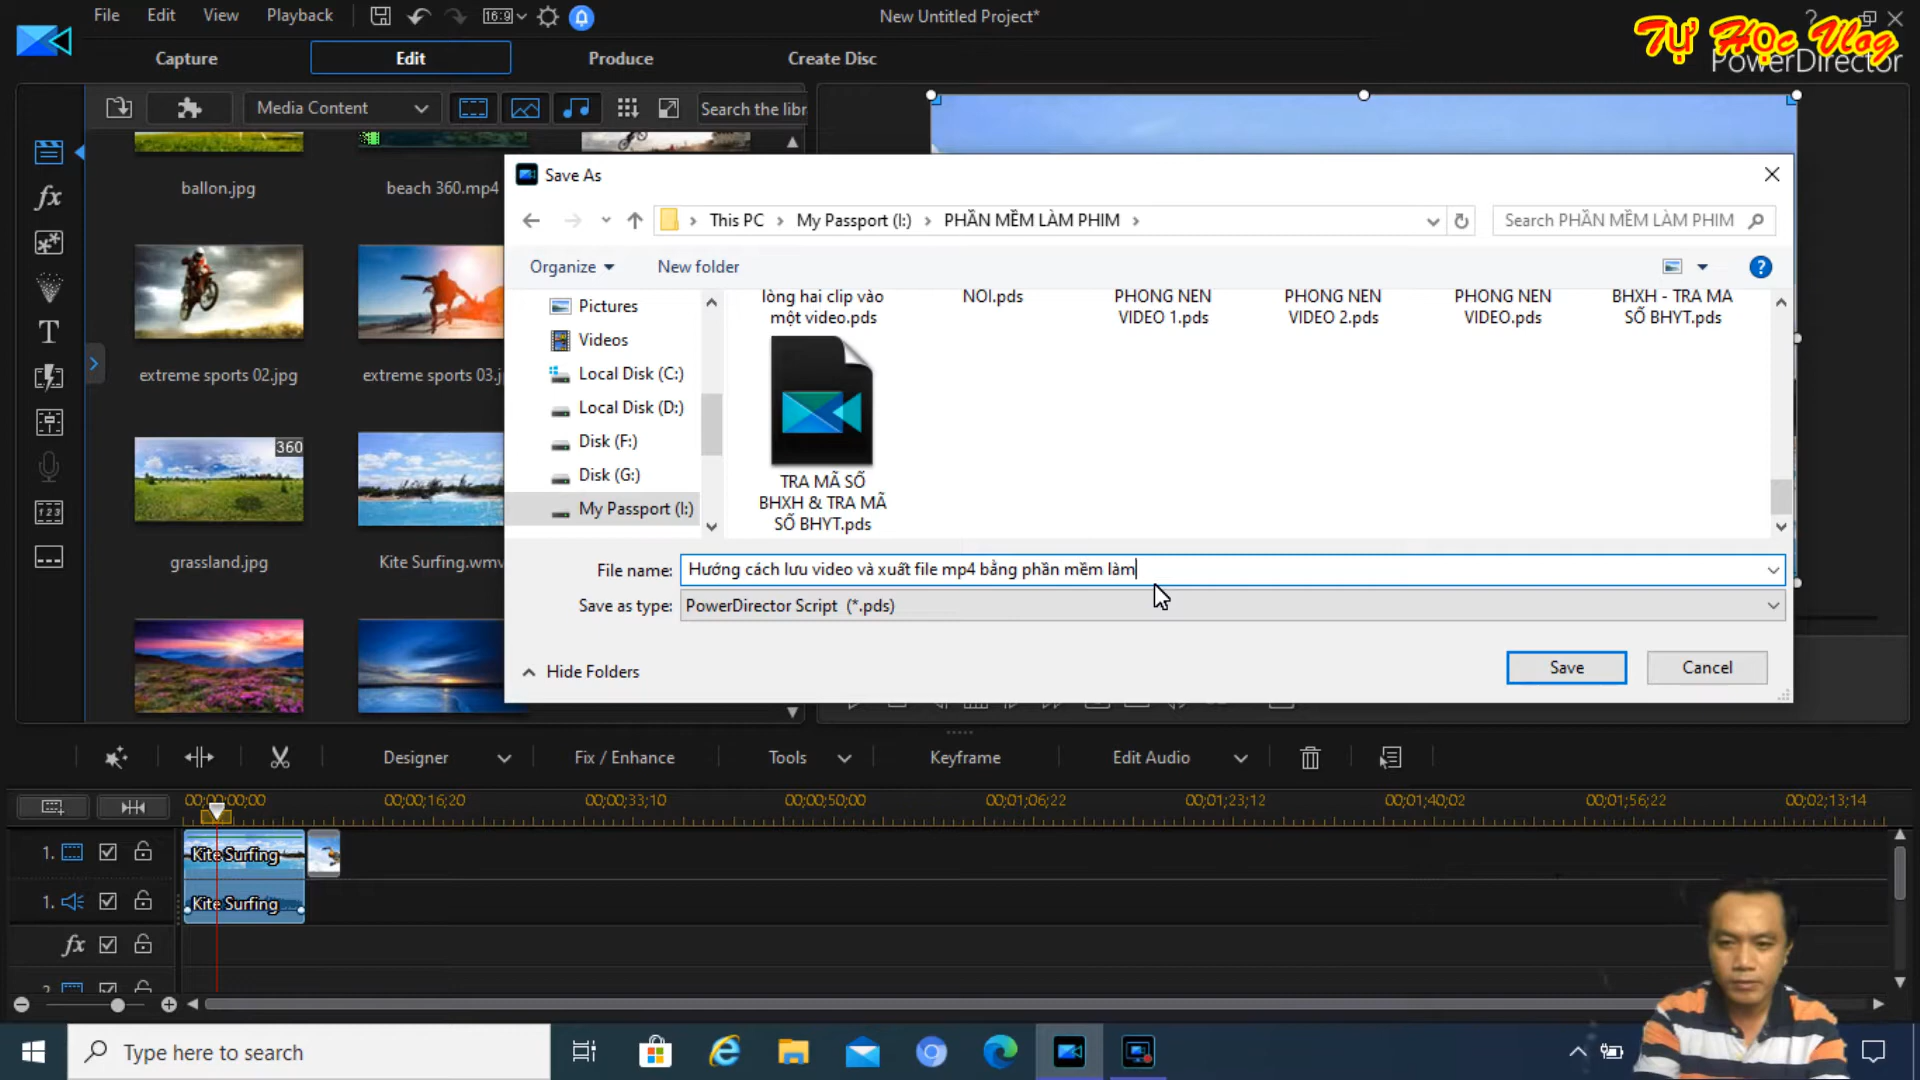 File Edit View Playback 16:9 New Untitled Project* ?
Tự Học Vlog
PowerDirector
Capture Edit Produce Create Disc
Media Content Search the libr
ballon.jpg beach 360.mp4
extreme sports 02.jpg extreme sports 03.j
360
grassland.jpg Kite Surfing.wmv
Save As
This PC My Passport (I:) PHẦN MỀM LÀM PHIM Search PHẦN MỀM LÀM PHIM
Organize New folder ?
Pictures
Videos
Local Disk (C:)
Local Disk (D:)
Disk (F:)
Disk (G:)
My Passport (I:)
lòng hai clip vào NOI.pds PHONG NEN PHONG NEN PHONG NEN BHXH - TRA MA
một video.pds VIDEO 1.pds VIDEO 2.pds VIDEO.pds SỐ BHYT.pds
TRA MÃ SỐ
BHXH & TRA MÃ
SỐ BHYT.pds
File name: Hướng cách lưu video và xuất file mp4 bằng phần mềm làm
Save as type: PowerDirector Script (*.pds)
Hide Folders Save Cancel
Designer Fix / Enhance Tools Keyframe Edit Audio
00;00;00;00 00;00;16;20 00;00;33;10 00;00;50;00 00;01;06;22 00;01;23;12 00;01;40;02 00;01;56;22 00;02;13;14
1. Kite Surfing
1. Kite Surfing
fx
2.
Type here to search